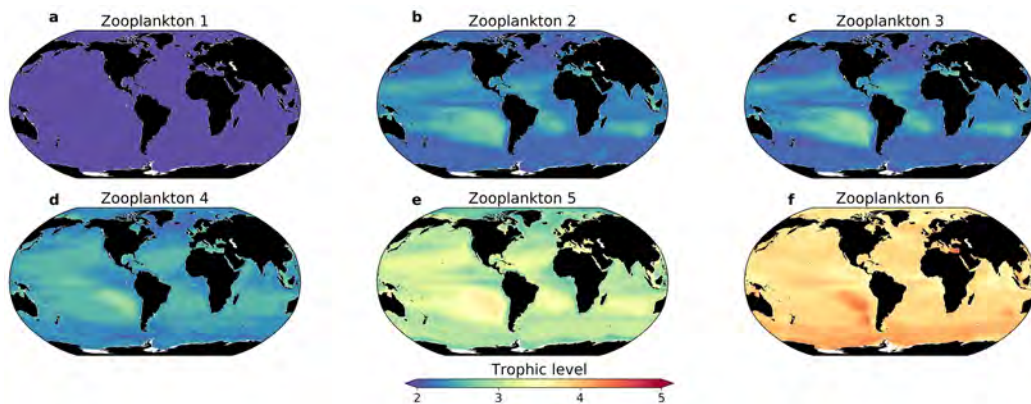 a Zooplankton 1
b Zooplankton 2
c Zooplankton 3
d Zooplankton 4
e Zooplankton 5
f Zooplankton 6
Trophic level
2 3 4 5